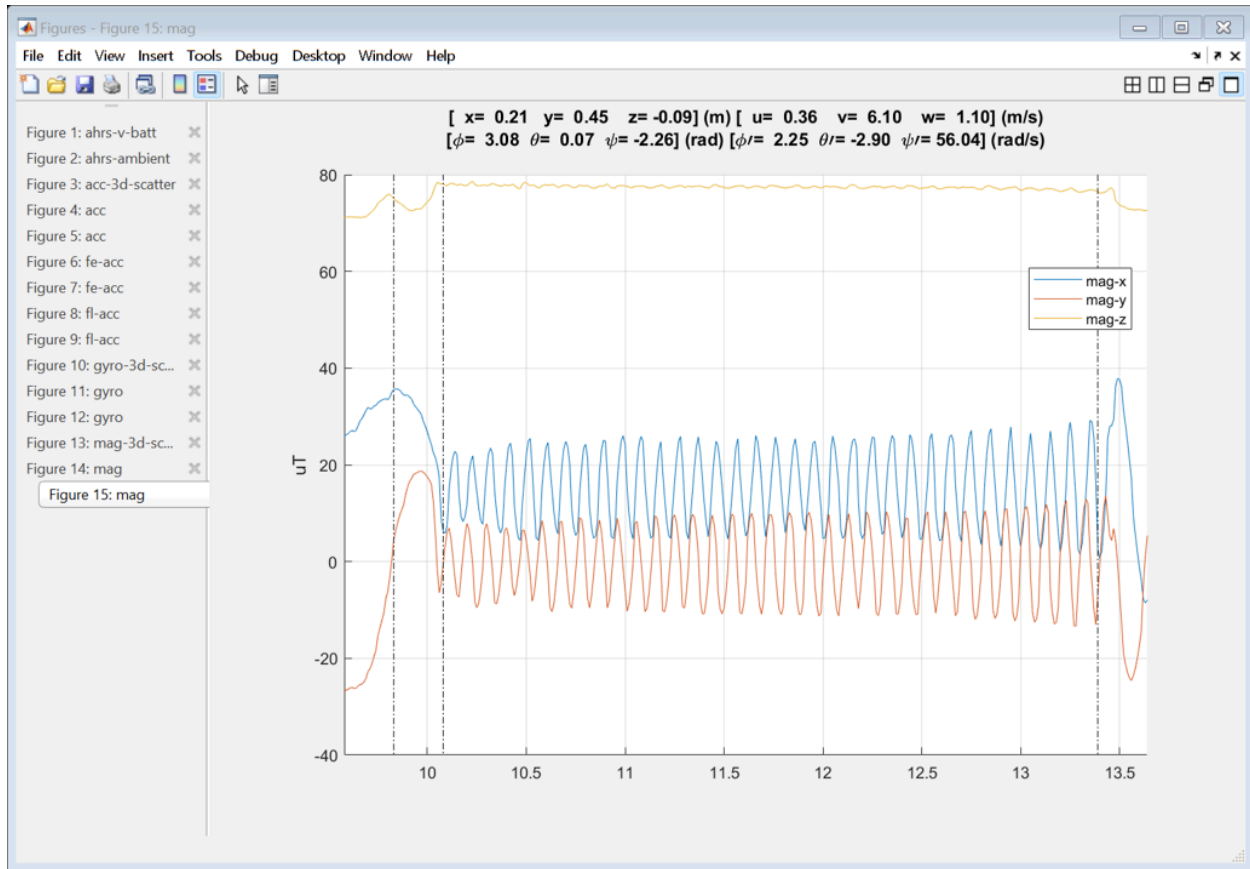 Figures - Figure 15: mag
File Edit View Insert Tools Debug Desktop Window Help
Figure 1: ahrs-v-batt
Figure 2: ahrs-ambient
Figure 3: acc-3d-scatter
Figure 4: acc
Figure 5: acc
Figure 6: fe-acc
Figure 7: fe-acc
Figure 8: fl-acc
Figure 9: fl-acc
Figure 10: gyro-3d-sc...
Figure 11: gyro
Figure 12: gyro
Figure 13: mag-3d-sc...
Figure 14: mag
Figure 15: mag
[ x= 0.21 y= 0.45 z= -0.09] (m) [ u= 0.36 v= 6.10 w= 1.10] (m/s)
[ϕ= 3.08 θ= 0.07 ψ= -2.26] (rad) [ϕ′= 2.25 θ′= -2.90 ψ′= 56.04] (rad/s)
80
60
40
20
0
-20
-40
uT
mag-x
mag-y
mag-z
10 10.5 11 11.5 12 12.5 13 13.5